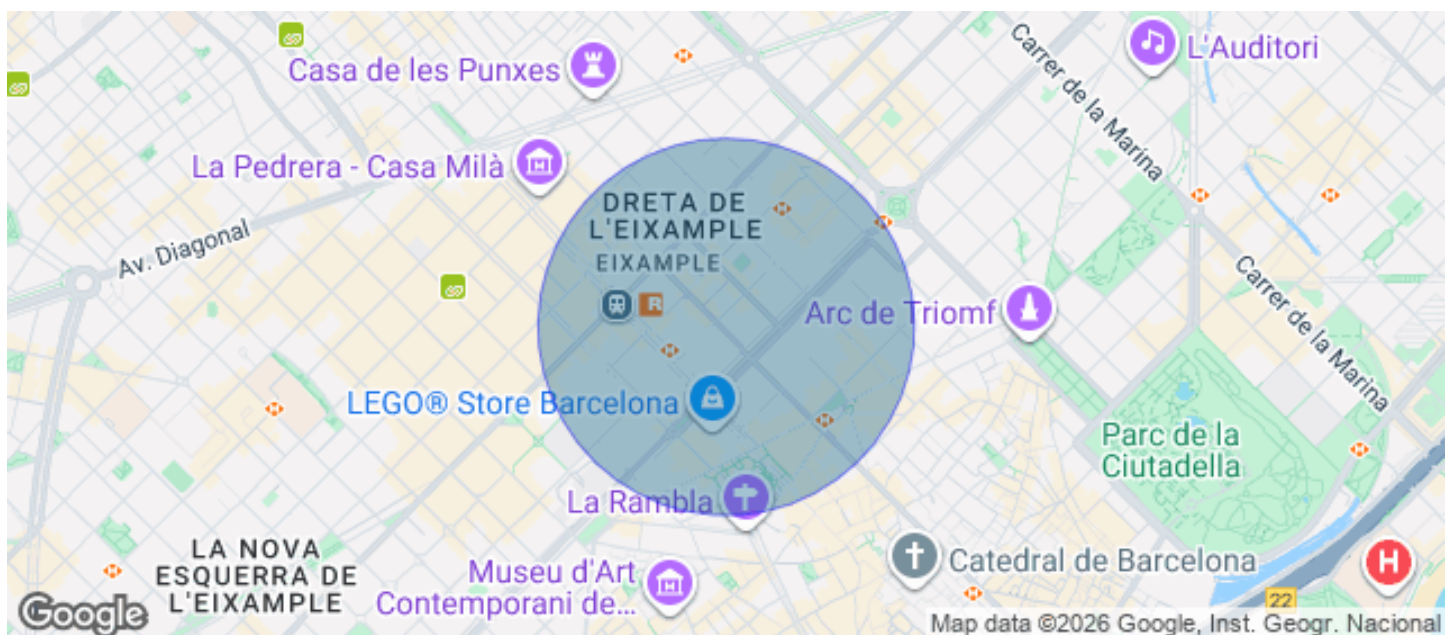 Casa de les Punxes
L'Auditori
Carrer de la Marina
La Pedrera - Casa Milà
DRETA DE
L'EIXAMPLE
EIXAMPLE
Av. Diagonal
R
Arc de Triomf
Carrer de la Marina
LEGO® Store Barcelona
Parc de la
Ciutadella
La Rambla
LA NOVA
ESQUERRA DE
L'EIXAMPLE
Museu d'Art
Contemporani de...
Catedral de Barcelona
H
22
Google
Map data ©2026 Google, Inst. Geogr. Nacional